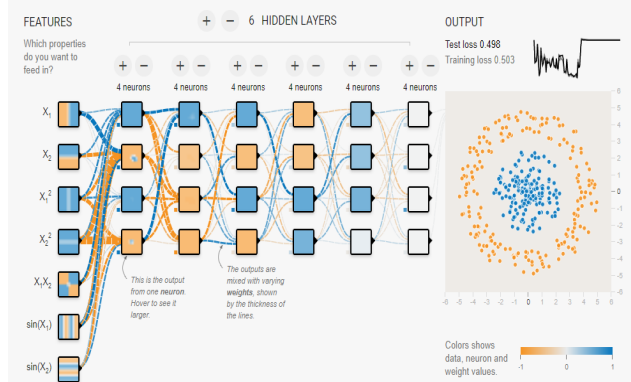 FEATURES
+ − 6 HIDDEN LAYERS
OUTPUT
Which properties
do you want to
feed in?
Test loss 0.498
Training loss 0.503
+ − + − + − + − + − + −
4 neurons 4 neurons 4 neurons 4 neurons 4 neurons 4 neurons
X₁
X₂
X₁²
X₂²
X₁X₂
sin(X₁)
sin(X₂)
This is the output
from one neuron.
Hover to see it
larger.
The outputs are
mixed with varying
weights, shown
by the thickness of
the lines.
6
5
4
3
2
1
0
-1
-2
-3
-4
-5
-6
-6 -5 -4 -3 -2 -1 0 1 2 3 4 5 6
Colors shows
data, neuron and
weight values.
-1 0 1